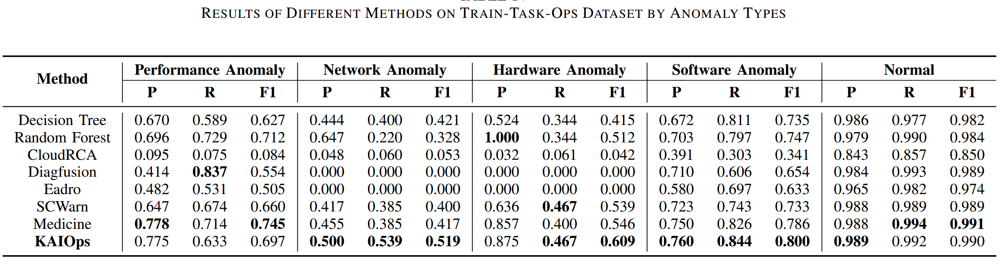 RESULTS OF DIFFERENT METHODS ON TRAIN-TASK-OPS DATASET BY ANOMALY TYPES
Method Performance Anomaly Network Anomaly Hardware Anomaly Software Anomaly Normal
P R F1 P R F1 P R F1 P R F1 P R F1
Decision Tree 0.670 0.589 0.627 0.444 0.400 0.421 0.524 0.344 0.415 0.672 0.811 0.735 0.986 0.977 0.982
Random Forest 0.696 0.729 0.712 0.647 0.220 0.328 1.000 0.344 0.512 0.703 0.797 0.747 0.979 0.990 0.984
CloudRCA 0.095 0.075 0.084 0.048 0.060 0.053 0.032 0.061 0.042 0.391 0.303 0.341 0.843 0.857 0.850
Diagfusion 0.414 0.837 0.554 0.000 0.000 0.000 0.000 0.000 0.000 0.710 0.606 0.654 0.984 0.993 0.989
Eadro 0.482 0.531 0.505 0.000 0.000 0.000 0.000 0.000 0.000 0.580 0.697 0.633 0.965 0.982 0.974
SCWarn 0.647 0.674 0.660 0.417 0.385 0.400 0.636 0.467 0.539 0.723 0.743 0.733 0.988 0.989 0.989
Medicine 0.778 0.714 0.745 0.455 0.385 0.417 0.857 0.400 0.546 0.750 0.826 0.786 0.988 0.994 0.991
KAIOps 0.775 0.633 0.697 0.500 0.539 0.519 0.875 0.467 0.609 0.760 0.844 0.800 0.989 0.992 0.990